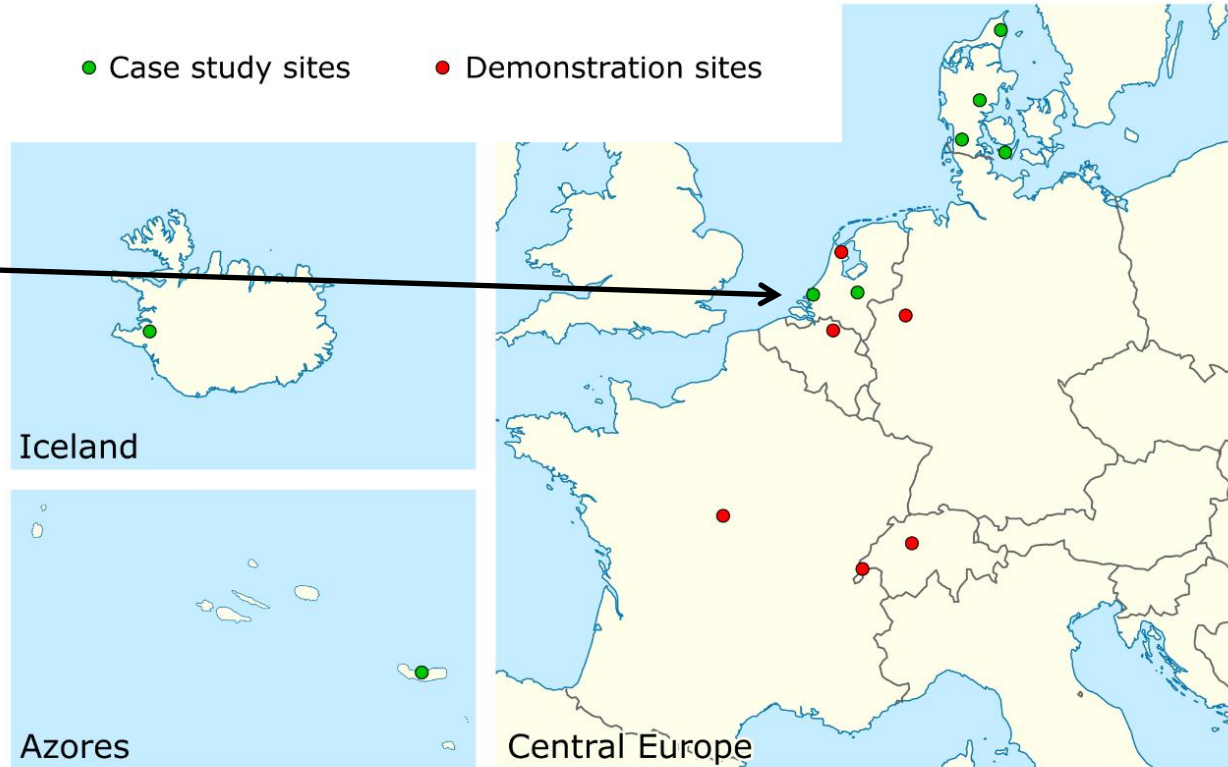 Case study sites
Demonstration sites
Iceland
Azores
Central Europe